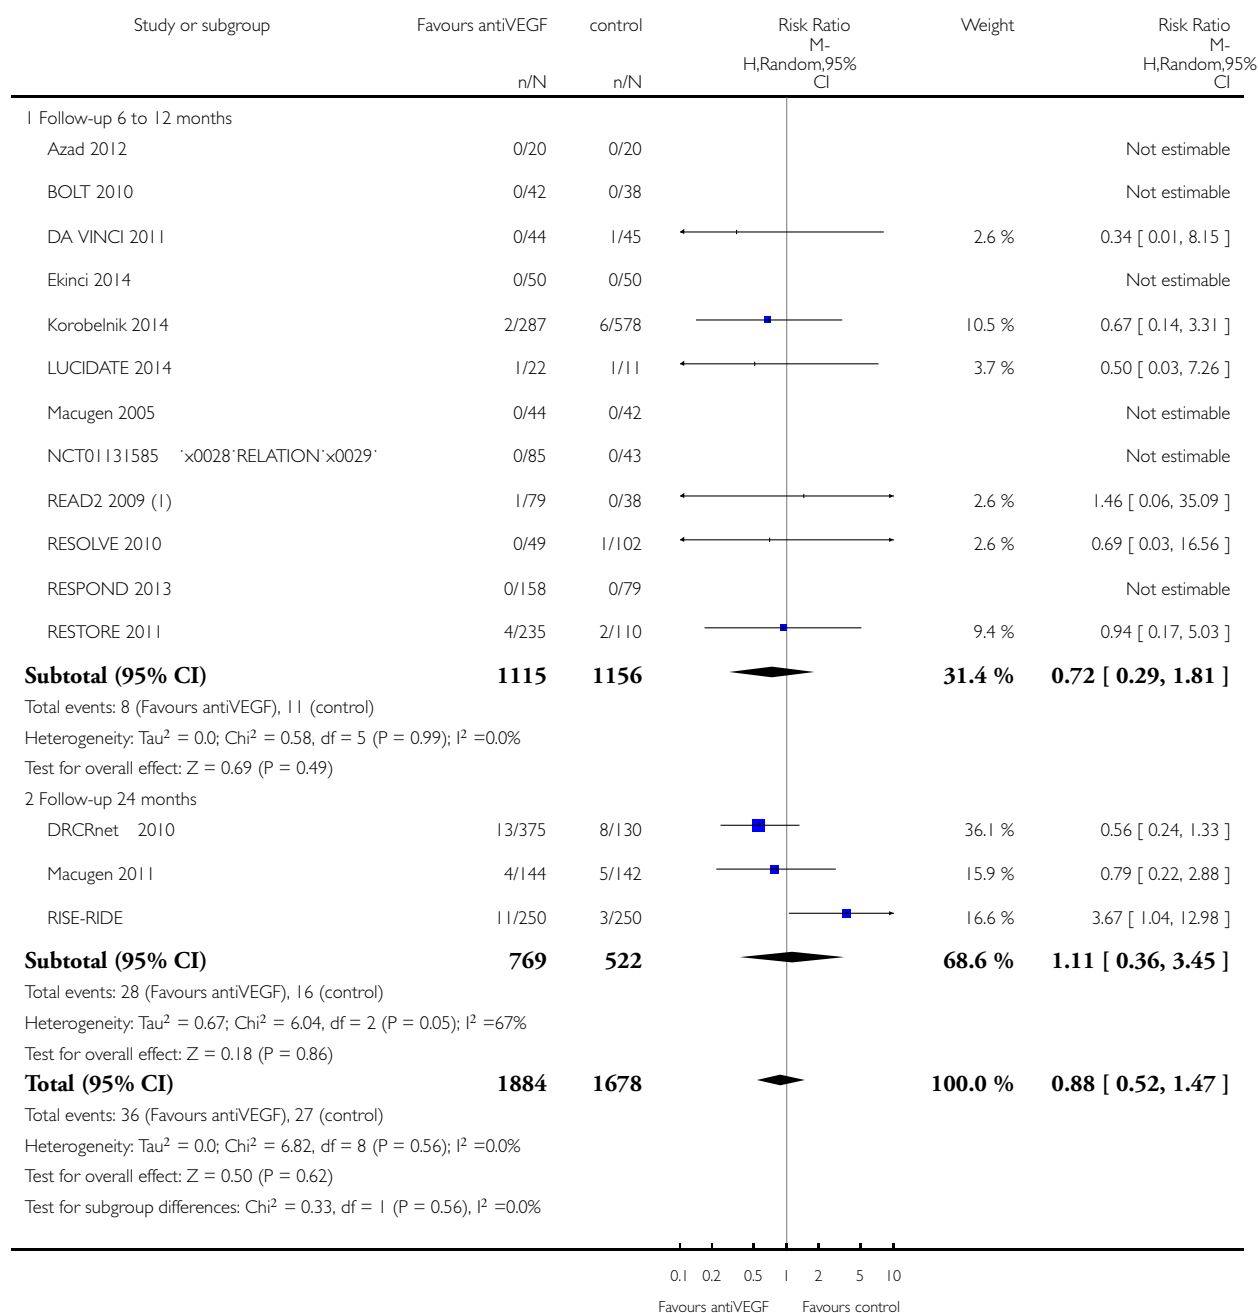 Study or subgroup Favours antiVEGF control Risk Ratio Weight Risk Ratio
n/N n/N M-H,Random,95% CI M-H,Random,95% CI
1 Follow-up 6 to 12 months
Azad 2012 0/20 0/20 Not estimable
BOLT 2010 0/42 0/38 Not estimable
DA VINCI 2011 0/44 1/45 2.6 % 0.34 [ 0.01, 8.15 ]
Ekinci 2014 0/50 0/50 Not estimable
Korobelnik 2014 2/287 6/578 10.5 % 0.67 [ 0.14, 3.31 ]
LUCIDATE 2014 1/22 1/11 3.7 % 0.50 [ 0.03, 7.26 ]
Macugen 2005 0/44 0/42 Not estimable
NCT01131585 ˙x0028˙RELATION˙x0029˙ 0/85 0/43 Not estimable
READ2 2009 (1) 1/79 0/38 2.6 % 1.46 [ 0.06, 35.09 ]
RESOLVE 2010 0/49 1/102 2.6 % 0.69 [ 0.03, 16.56 ]
RESPOND 2013 0/158 0/79 Not estimable
RESTORE 2011 4/235 2/110 9.4 % 0.94 [ 0.17, 5.03 ]
Subtotal (95% CI) 1115 1156 31.4 % 0.72 [ 0.29, 1.81 ]
Total events: 8 (Favours antiVEGF), 11 (control)
Heterogeneity: Tau² = 0.0; Chi² = 0.58, df = 5 (P = 0.99); I² =0.0%
Test for overall effect: Z = 0.69 (P = 0.49)
2 Follow-up 24 months
DRCRnet 2010 13/375 8/130 36.1 % 0.56 [ 0.24, 1.33 ]
Macugen 2011 4/144 5/142 15.9 % 0.79 [ 0.22, 2.88 ]
RISE-RIDE 11/250 3/250 16.6 % 3.67 [ 1.04, 12.98 ]
Subtotal (95% CI) 769 522 68.6 % 1.11 [ 0.36, 3.45 ]
Total events: 28 (Favours antiVEGF), 16 (control)
Heterogeneity: Tau² = 0.67; Chi² = 6.04, df = 2 (P = 0.05); I² =67%
Test for overall effect: Z = 0.18 (P = 0.86)
Total (95% CI) 1884 1678 100.0 % 0.88 [ 0.52, 1.47 ]
Total events: 36 (Favours antiVEGF), 27 (control)
Heterogeneity: Tau² = 0.0; Chi² = 6.82, df = 8 (P = 0.56); I² =0.0%
Test for overall effect: Z = 0.50 (P = 0.62)
Test for subgroup differences: Chi² = 0.33, df = 1 (P = 0.56), I² =0.0%
0.1 0.2 0.5 1 2 5 10
Favours antiVEGF Favours control